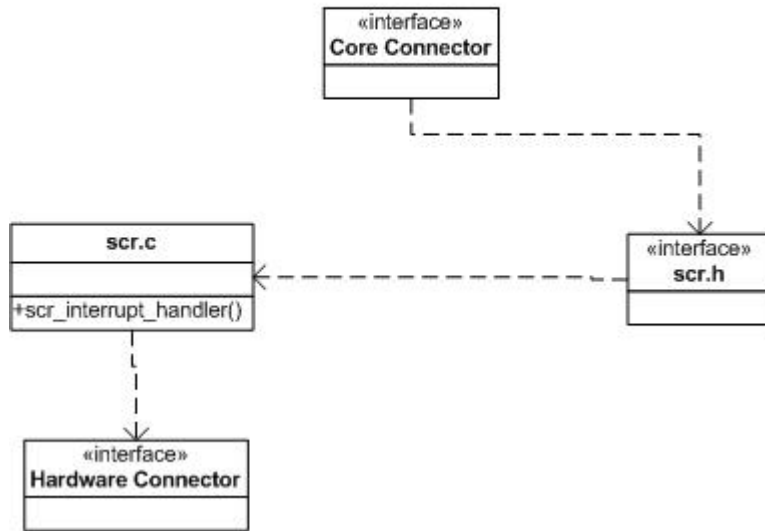 «interface»
Core Connector
scr.c
+scr_interrupt_handler()
«interface»
scr.h
«interface»
Hardware Connector